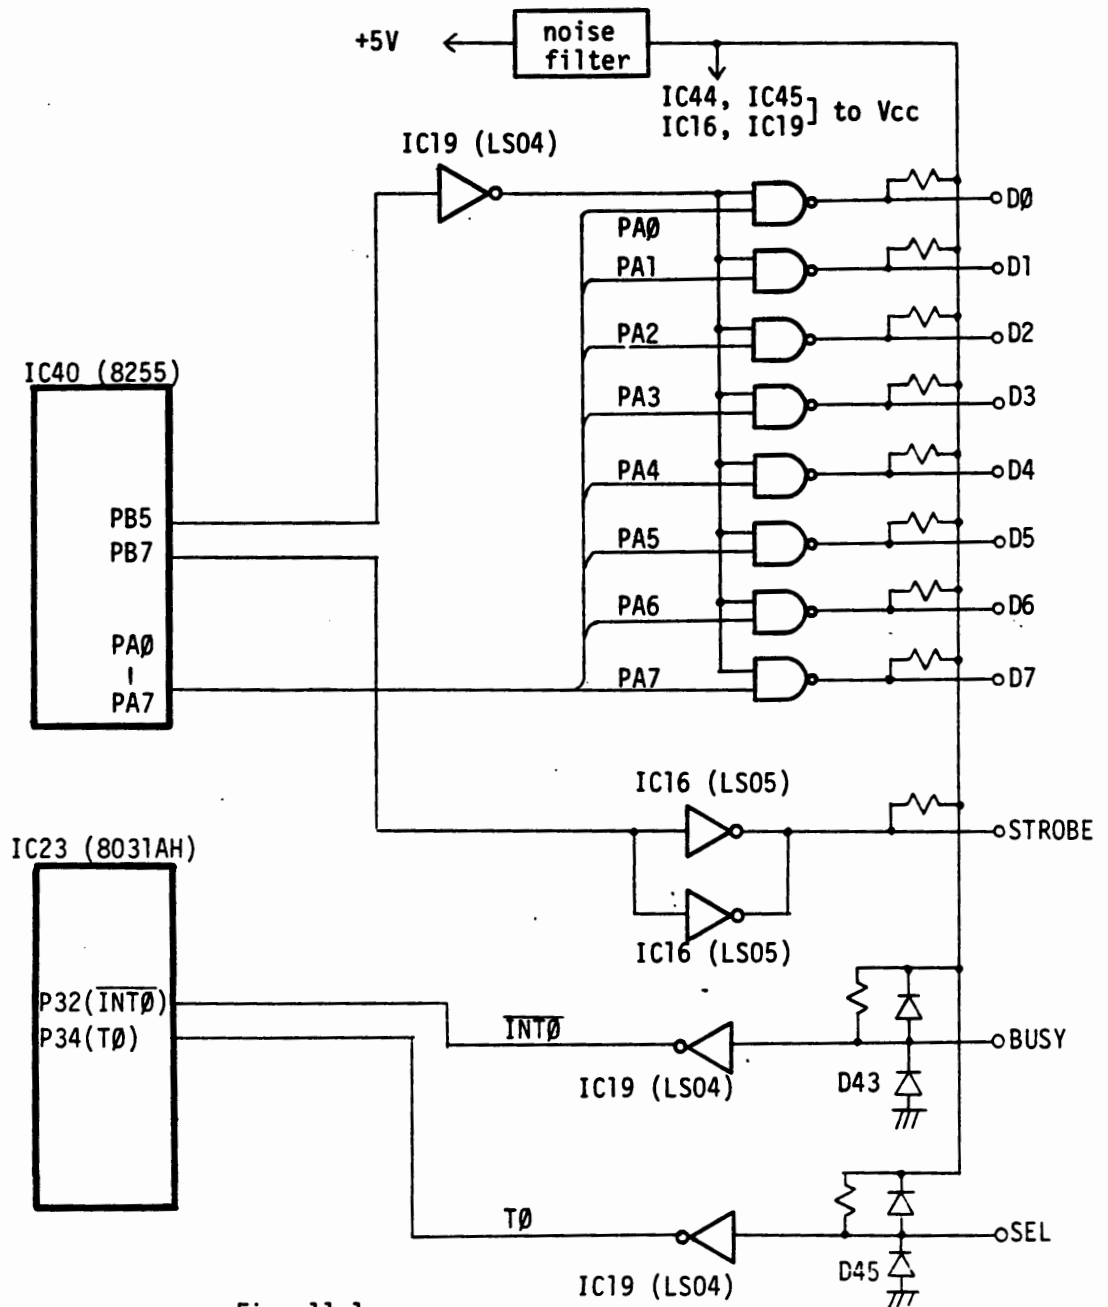 +5V
noise
filter
IC44, IC45
IC16, IC19
] to Vcc
IC19 (LS04)
PAØ
DØ
PA1
D1
PA2
D2
IC40 (8255)
PA3
D3
PA4
D4
PB5
PA5
D5
PB7
PA6
D6
PAØ
PA7
PA7
D7
IC16 (LS05)
STROBE
IC23 (8031AH)
IC16 (LS05)
P32(INTØ)
P34(TØ)
INTØ
BUSY
IC19 (LS04)
D43
TØ
SEL
IC19 (LS04)
D45